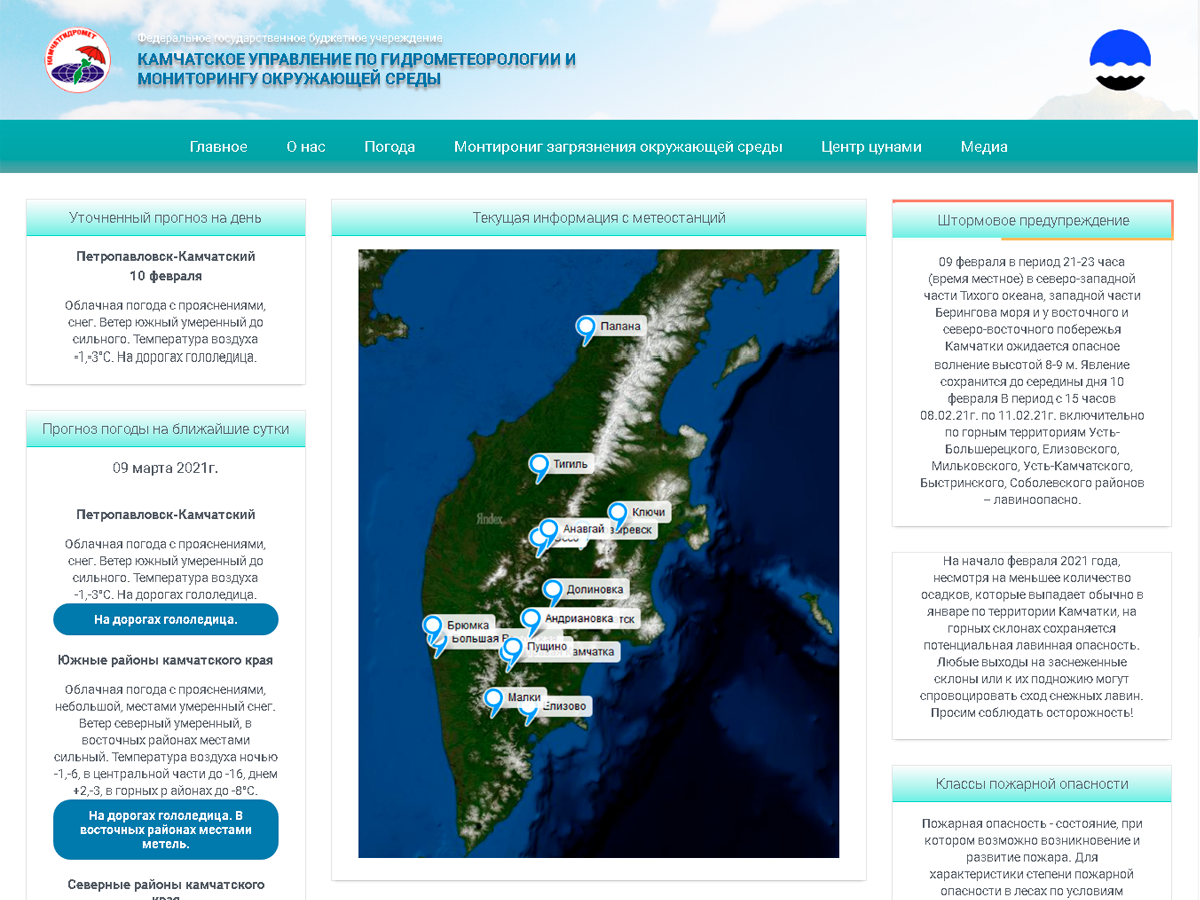 КАМЧАТГИДРОМЕТ
Федеральное государственное бюджетное учереждение
КАМЧАТСКОЕ УПРАВЛЕНИЕ ПО ГИДРОМЕТЕОРОЛОГИИ И
МОНИТОРИНГУ ОКРУЖАЮЩЕЙ СРЕДЫ
Главное О нас Погода Монтирониг загрязнения окружающей среды Центр цунами Медиа
Уточненный прогноз на день
Петропавловск-Камчатский
10 февраля
Облачная погода с прояснениями,
снег. Ветер южный умеренный до
сильного. Температура воздуха
-1,-3°С. На дорогах гололедица.
Прогноз погоды на ближайшие сутки
09 марта 2021г.
Петропавловск-Камчатский
Облачная погода с прояснениями,
снег. Ветер южный умеренный до
сильного. Температура воздуха
-1,-3°С. На дорогах гололедица.
На дорогах гололедица.
Южные районы камчатского края
Облачная погода с прояснениями,
небольшой, местами умеренный снег.
Ветер северный умеренный, в
восточных районах местами
сильный. Температура воздуха ночью
-1,-6, в центральной части до -16, днем
+2,-3, в горных р айонах до -8°С.
На дорогах гололедица. В
восточных районах местами
метель.
Северные районы камчатского
края
Текущая информация с метеостанций
Палана
Тигиль
Ключи
Анавгай
зыревск
Yandex
Долиновка
Андриановка
тск
Брюмка
Большая
Пущино
амчатка
Малки
Елизово
Штормовое предупреждение
09 февраля в период 21-23 часа
(время местное) в северо-западной
части Тихого океана, западной части
Берингова моря и у восточного и
северо-восточного побережья
Камчатки ожидается опасное
волнение высотой 8-9 м. Явление
сохранится до середины дня 10
февраля В период с 15 часов
08.02.21г. по 11.02.21г. включительно
по горным территориям Усть-
Большерецкого, Елизовского,
Мильковского, Усть-Камчатского,
Быстринского, Соболевского районов
– лавиноопасно.
На начало февраля 2021 года,
несмотря на меньшее количество
осадков, которые выпадает обычно в
январе по территории Камчатки, на
горных склонах сохраняется
потенциальная лавинная опасность.
Любые выходы на заснеженные
склоны или к их подножию могут
спровоцировать сход снежных лавин.
Просим соблюдать осторожность!
Классы пожарной опасности
Пожарная опасность - состояние, при
котором возможно возникновение и
развитие пожара. Для
характеристики степени пожарной
опасности в лесах по условиям